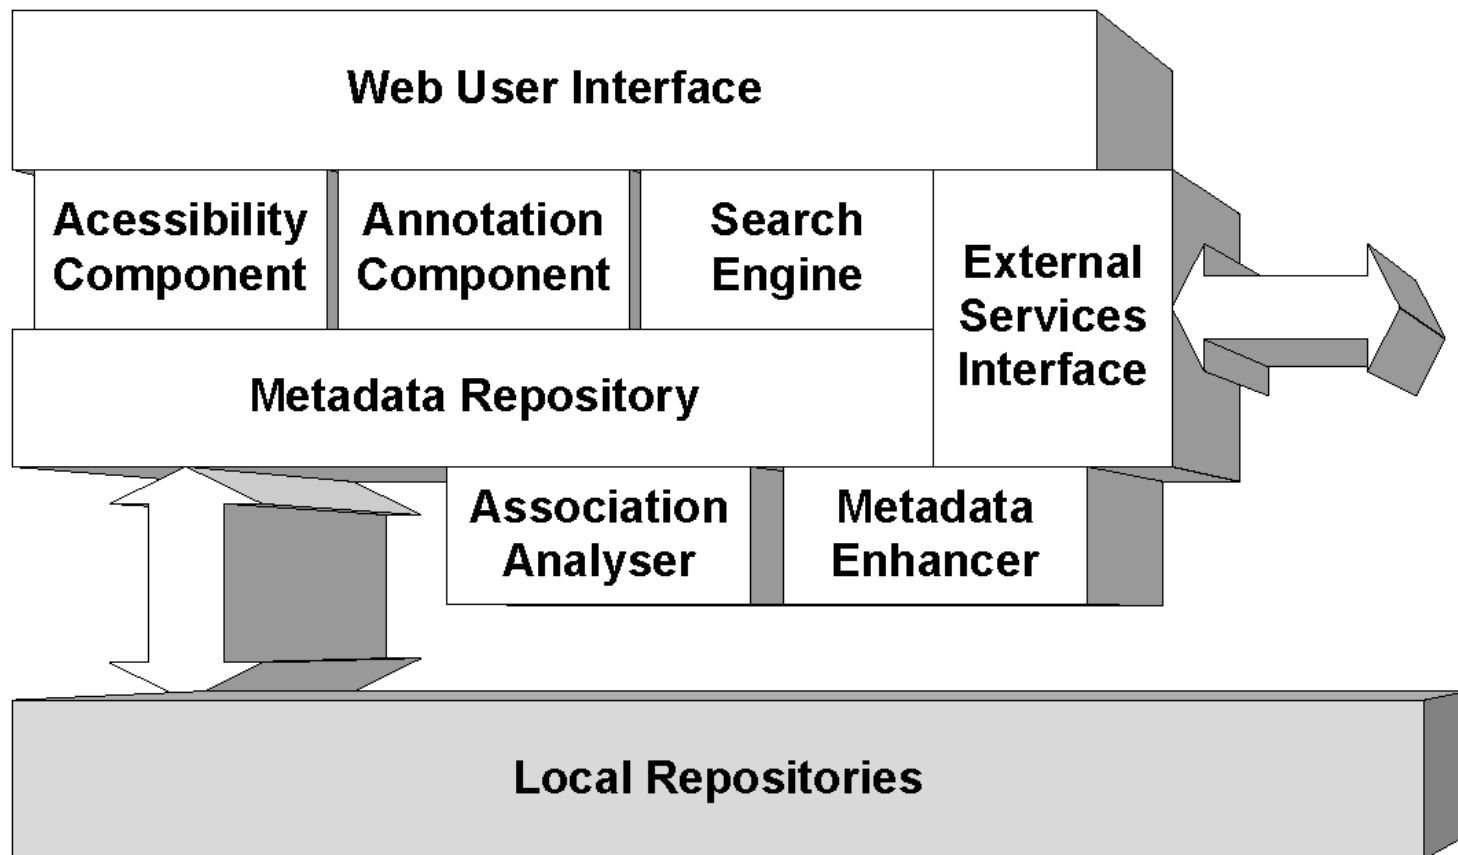 Web User Interface
Acessibility
Component
Annotation
Component
Search
Engine
External
Services
Interface
Metadata Repository
Association
Analyser
Metadata
Enhancer
Local Repositories